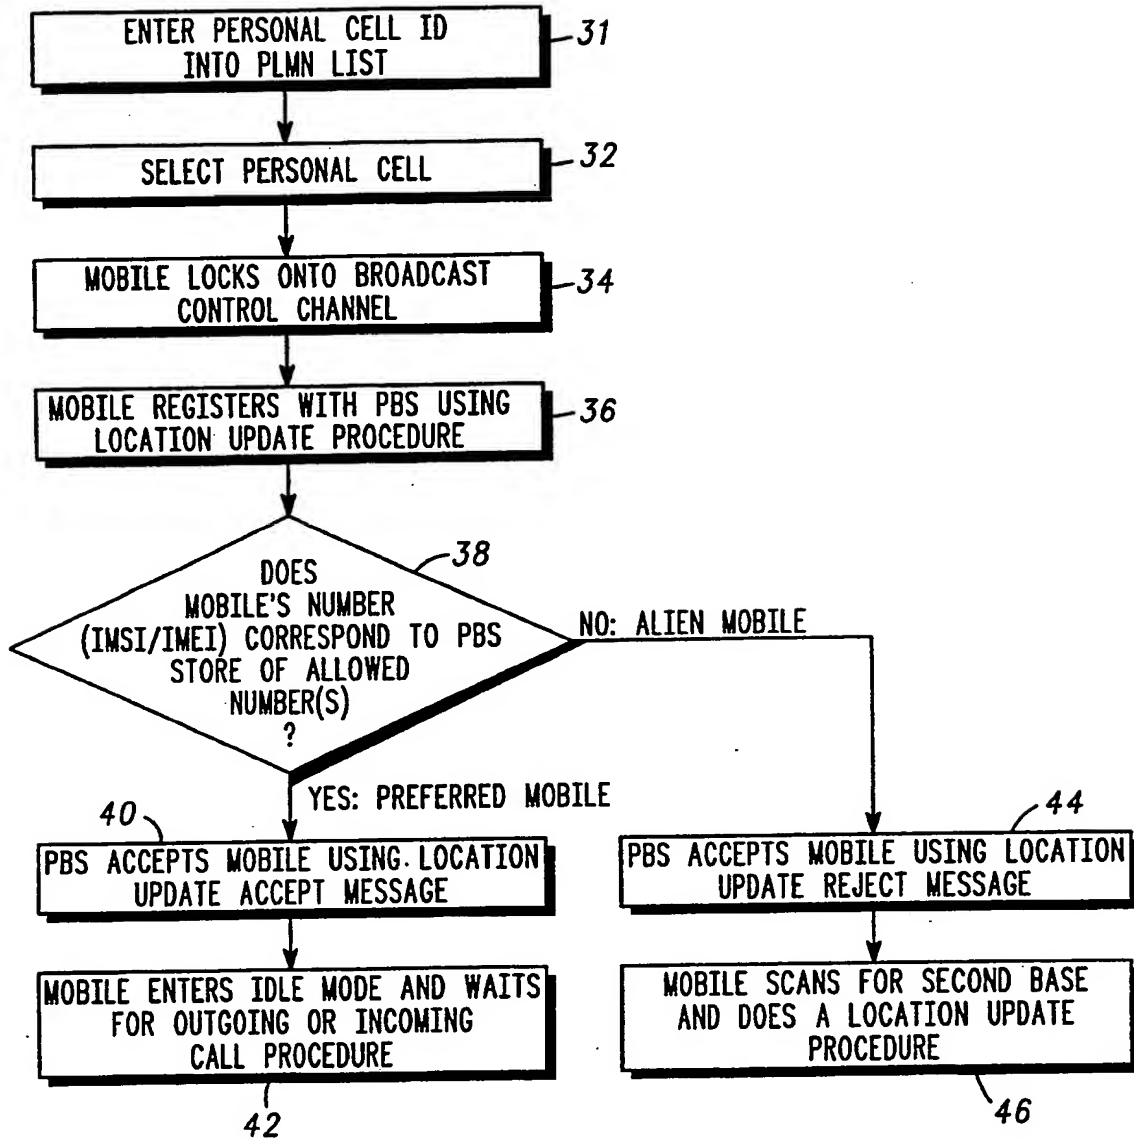 ENTER PERSONAL CELL ID
INTO PLMN LIST
31
SELECT PERSONAL CELL
32
MOBILE LOCKS ONTO BROADCAST
CONTROL CHANNEL
34
MOBILE REGISTERS WITH PBS USING
LOCATION UPDATE PROCEDURE
36
38
DOES
MOBILE'S NUMBER
(IMSI/IMEI) CORRESPOND TO PBS
STORE OF ALLOWED
NUMBER(S)
?
NO: ALIEN MOBILE
YES: PREFERRED MOBILE
40
PBS ACCEPTS MOBILE USING LOCATION
UPDATE ACCEPT MESSAGE
44
PBS ACCEPTS MOBILE USING LOCATION
UPDATE REJECT MESSAGE
MOBILE ENTERS IDLE MODE AND WAITS
FOR OUTGOING OR INCOMING
CALL PROCEDURE
42
MOBILE SCANS FOR SECOND BASE
AND DOES A LOCATION UPDATE
PROCEDURE
46